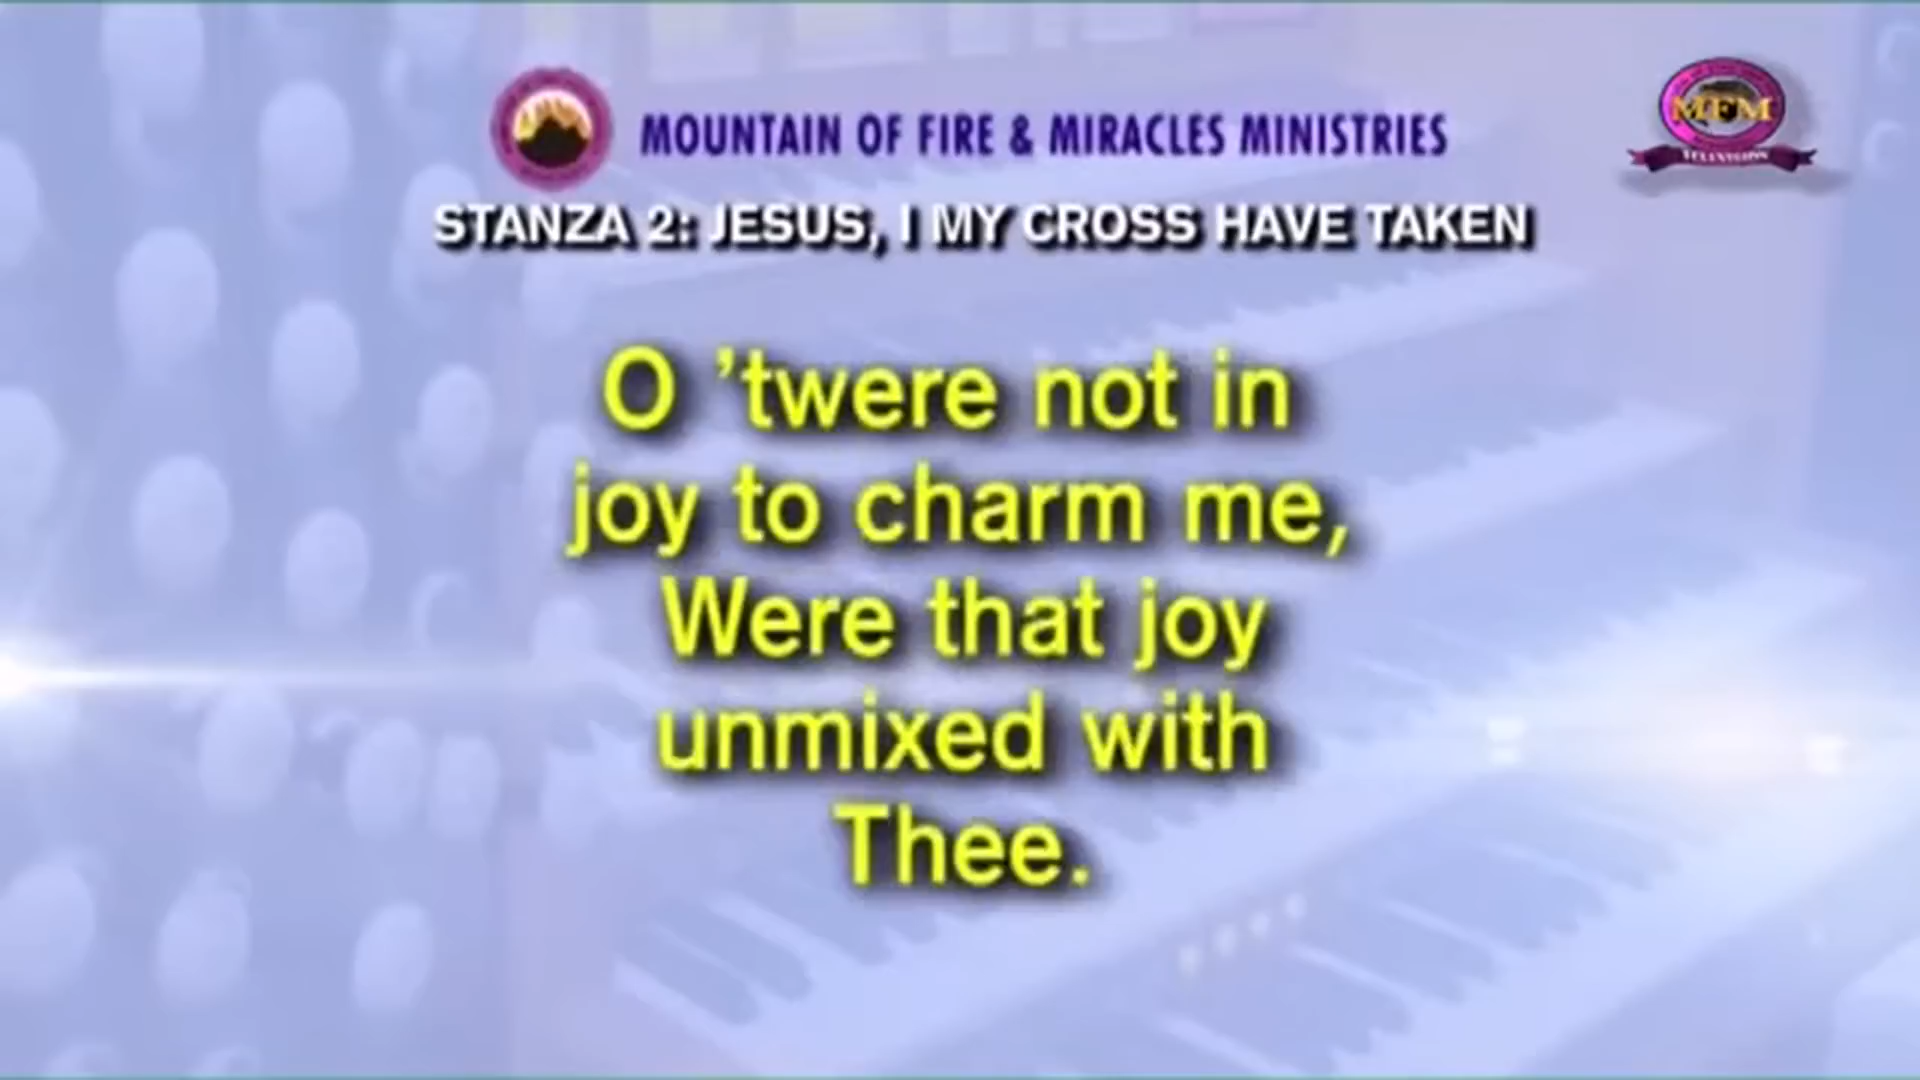 MOUNTAIN OF FIRE & MIRACLES MINISTRIES
MFM
TELEVISION
STANZA 2: JESUS, I MY CROSS HAVE TAKEN
O ’twere not in
joy to charm me,
Were that joy
unmixed with
Thee.